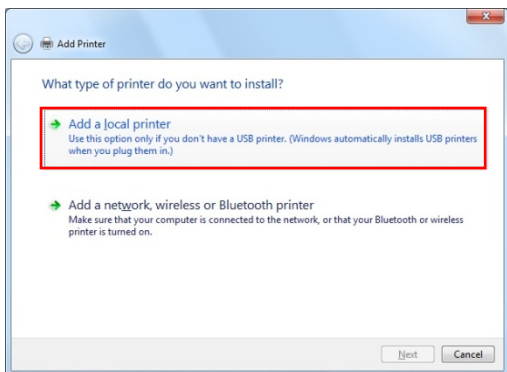 Add Printer
What type of printer do you want to install?
Add a local printer
Use this option only if you don't have a USB printer. (Windows automatically installs USB printers
when you plug them in.)
Add a network, wireless or Bluetooth printer
Make sure that your computer is connected to the network, or that your Bluetooth or wireless
printer is turned on.
Next Cancel